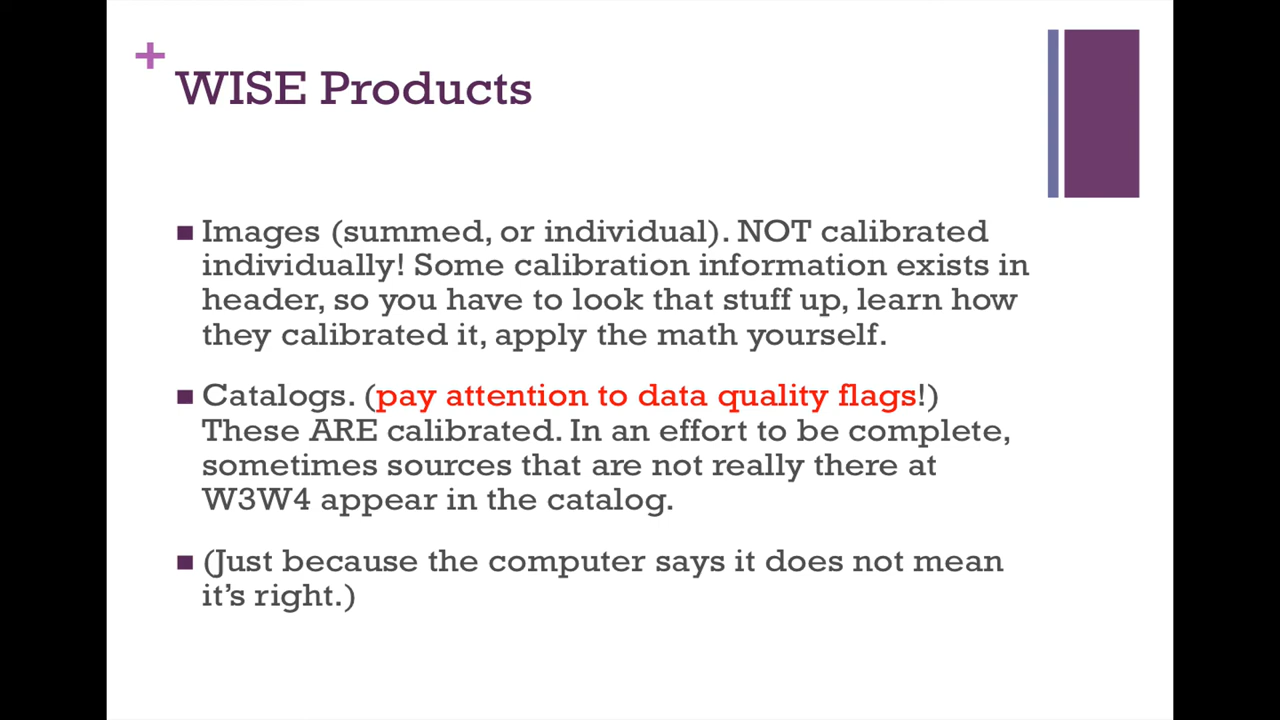 +
WISE Products
■ Images (summed, or individual). NOT calibrated
individually! Some calibration information exists in
header, so you have to look that stuff up, learn how
they calibrated it, apply the math yourself.
■ Catalogs. (pay attention to data quality flags!)
These ARE calibrated. In an effort to be complete,
sometimes sources that are not really there at
W3W4 appear in the catalog.
■ (Just because the computer says it does not mean
it’s right.)